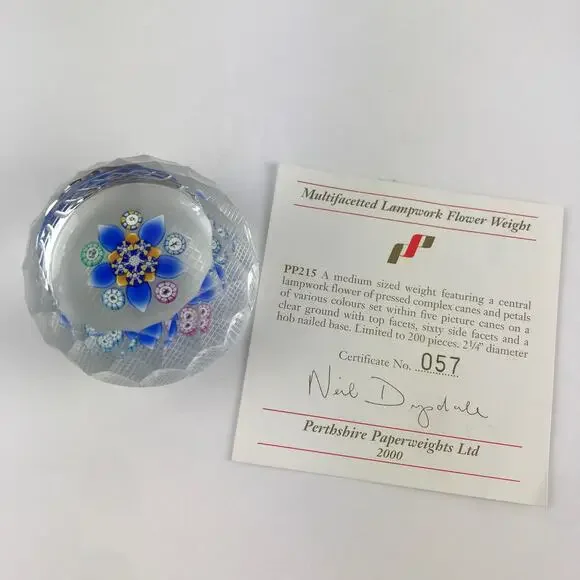 Multifacetted Lampwork Flower Weight
PP215 A medium sized weight featuring a central
lampwork flower of pressed complex canes and petals
of various colours set within five picture canes on a
clear ground with top facets, sixty side facets and a
hob nailed base. Limited to 200 pieces. 2¼" diameter
Certificate No. 057
Neil Drysdale
Perthshire Paperweights Ltd
2000